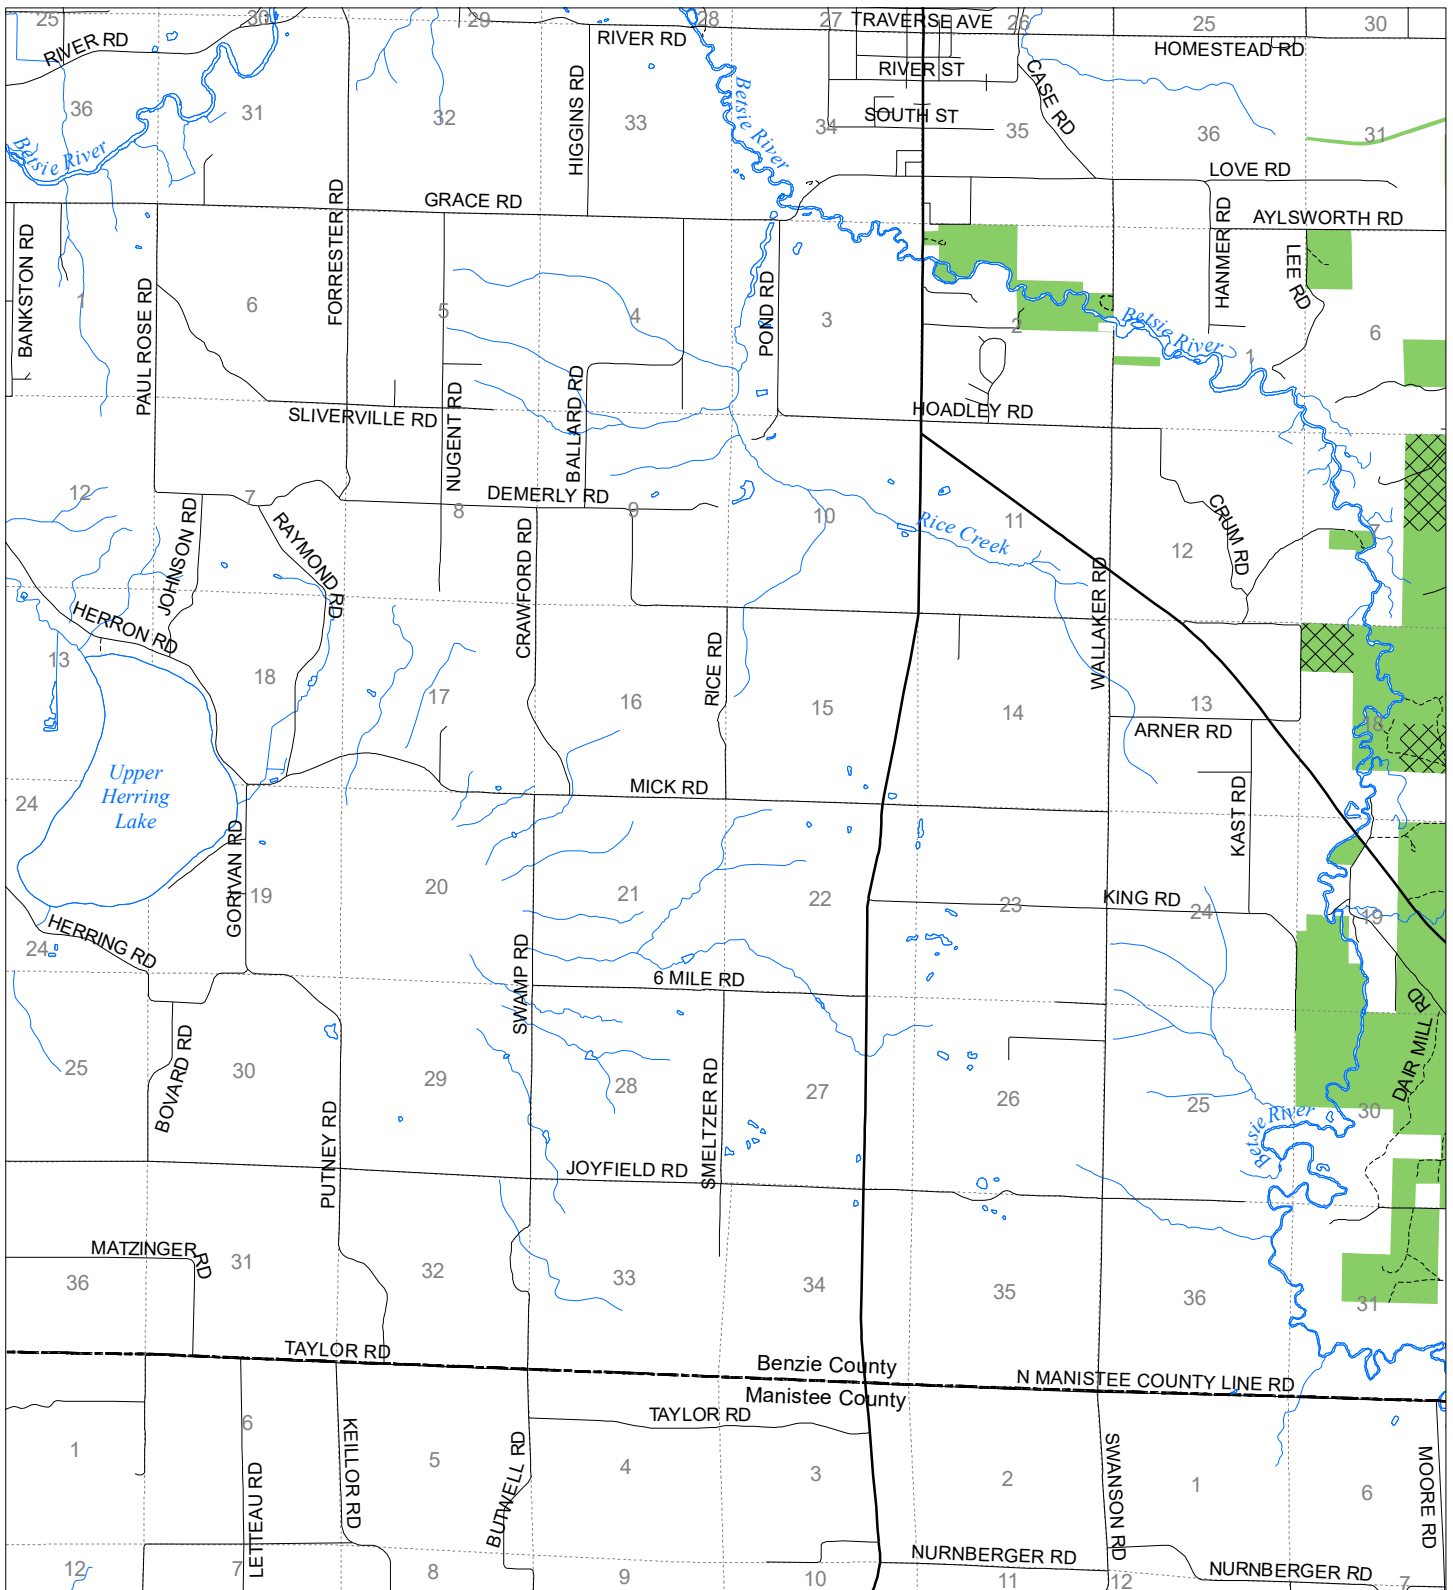 25
30
29
28
27
TRAVERSE AVE
26
25
30
RIVER RD
RIVER RD
HOMESTEAD RD
RIVER ST
CASE RD
HIGGINS RD
Betsie River
36
31
32
33
34
SOUTH ST
35
36
31
Betsie River
LOVE RD
GRACE RD
FORRESTER RD
AYLSWORTH RD
BANKSTON RD
HANMER RD
LEE RD
PAUL ROSE RD
POND RD
1
6
5
4
3
2
Betsie River
1
6
SLIVERVILLE RD
NUGENT RD
BALLARD RD
HOADLEY RD
12
7
8
DEMERLY RD
9
10
11
12
7
JOHNSON RD
RAYMOND RD
CRAWFORD RD
Rice Creek
CRUM RD
WALLAKER RD
HERRON RD
RICE RD
13
18
17
16
15
14
13
18
ARNER RD
Upper
Herring
Lake
24
MICK RD
KAST RD
GORIVAN RD
19
20
21
22
23
KING RD
24
19
HERRING RD
24
SWAMP RD
6 MILE RD
DAIR MILL RD
BOVARD RD
25
30
29
28
27
26
25
30
PUTNEY RD
SMELTZER RD
Betsie River
JOYFIELD RD
MATZINGER RD
36
31
32
33
34
35
36
31
TAYLOR RD
Benzie County
N MANISTEE COUNTY LINE RD
Manistee County
TAYLOR RD
1
6
5
4
3
2
1
6
KEILLOR RD
LETTEAU RD
BUTWELL RD
SWANSON RD
MOORE RD
NURNBERGER RD
NURNBERGER RD
12
7
8
9
10
11
12
7